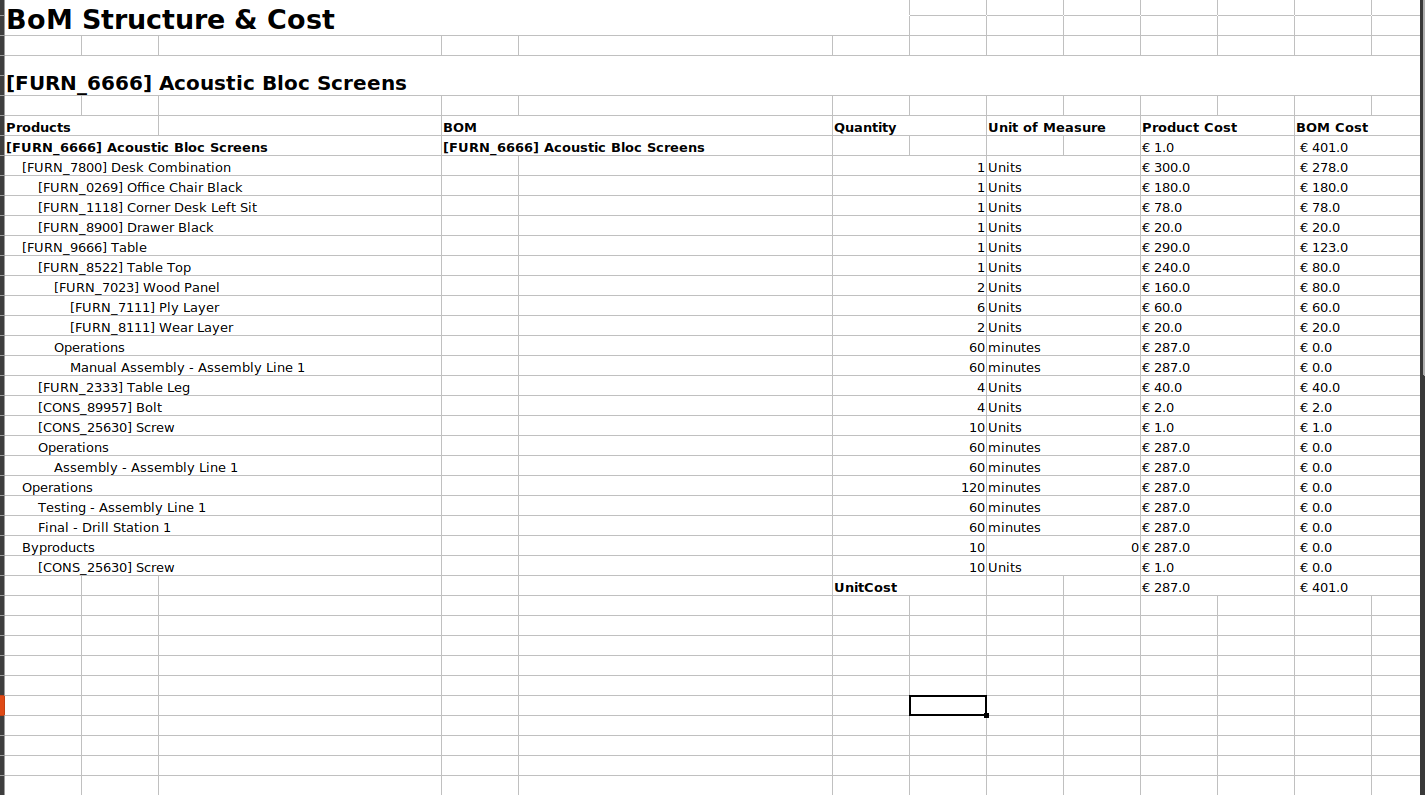 BoM Structure & Cost
[FURN_6666] Acoustic Bloc Screens
Products BOM Quantity Unit of Measure Product Cost BOM Cost
[FURN_6666] Acoustic Bloc Screens [FURN_6666] Acoustic Bloc Screens € 1.0 € 401.0
[FURN_7800] Desk Combination 1 Units € 300.0 € 278.0
[FURN_0269] Office Chair Black 1 Units € 180.0 € 180.0
[FURN_1118] Corner Desk Left Sit 1 Units € 78.0 € 78.0
[FURN_8900] Drawer Black 1 Units € 20.0 € 20.0
[FURN_9666] Table 1 Units € 290.0 € 123.0
[FURN_8522] Table Top 1 Units € 240.0 € 80.0
[FURN_7023] Wood Panel 2 Units € 160.0 € 80.0
[FURN_7111] Ply Layer 6 Units € 60.0 € 60.0
[FURN_8111] Wear Layer 2 Units € 20.0 € 20.0
Operations 60 minutes € 287.0 € 0.0
Manual Assembly - Assembly Line 1 60 minutes € 287.0 € 0.0
[FURN_2333] Table Leg 4 Units € 40.0 € 40.0
[CONS_89957] Bolt 4 Units € 2.0 € 2.0
[CONS_25630] Screw 10 Units € 1.0 € 1.0
Operations 60 minutes € 287.0 € 0.0
Assembly - Assembly Line 1 60 minutes € 287.0 € 0.0
Operations 120 minutes € 287.0 € 0.0
Testing - Assembly Line 1 60 minutes € 287.0 € 0.0
Final - Drill Station 1 60 minutes € 287.0 € 0.0
Byproducts 10 0 € 287.0 € 0.0
[CONS_25630] Screw 10 Units € 1.0 € 0.0
UnitCost € 287.0 € 401.0